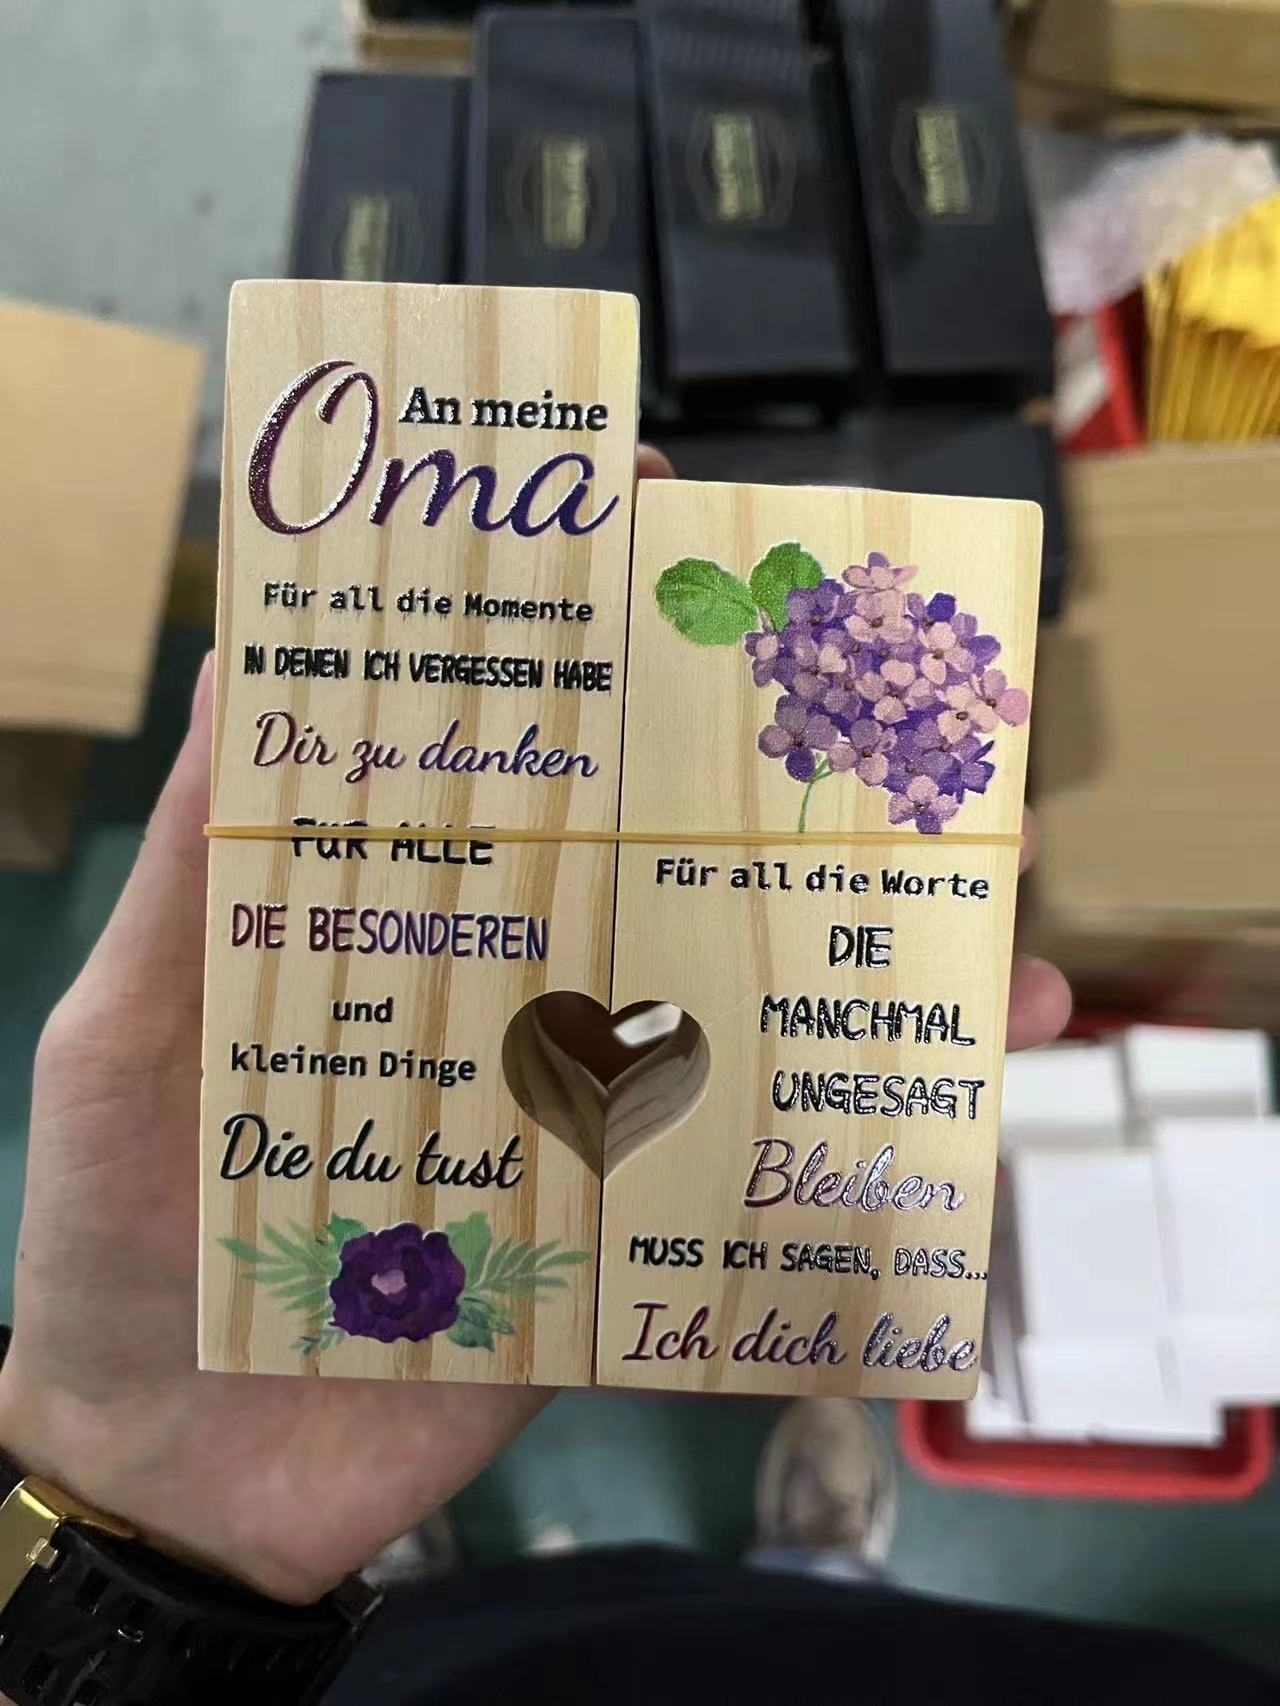 An meine
Oma
Für all die Momente
IN DENEN ICH VERGESSEN HABE
Dir zu danken
FÜR ALLE
DIE BESONDEREN
und
kleinen Dinge
Die du tust
Für all die Worte
DIE
MANCHMAL
UNGESAGT
Bleiben
MUSS ICH SAGEN, DASS...
Ich dich liebe